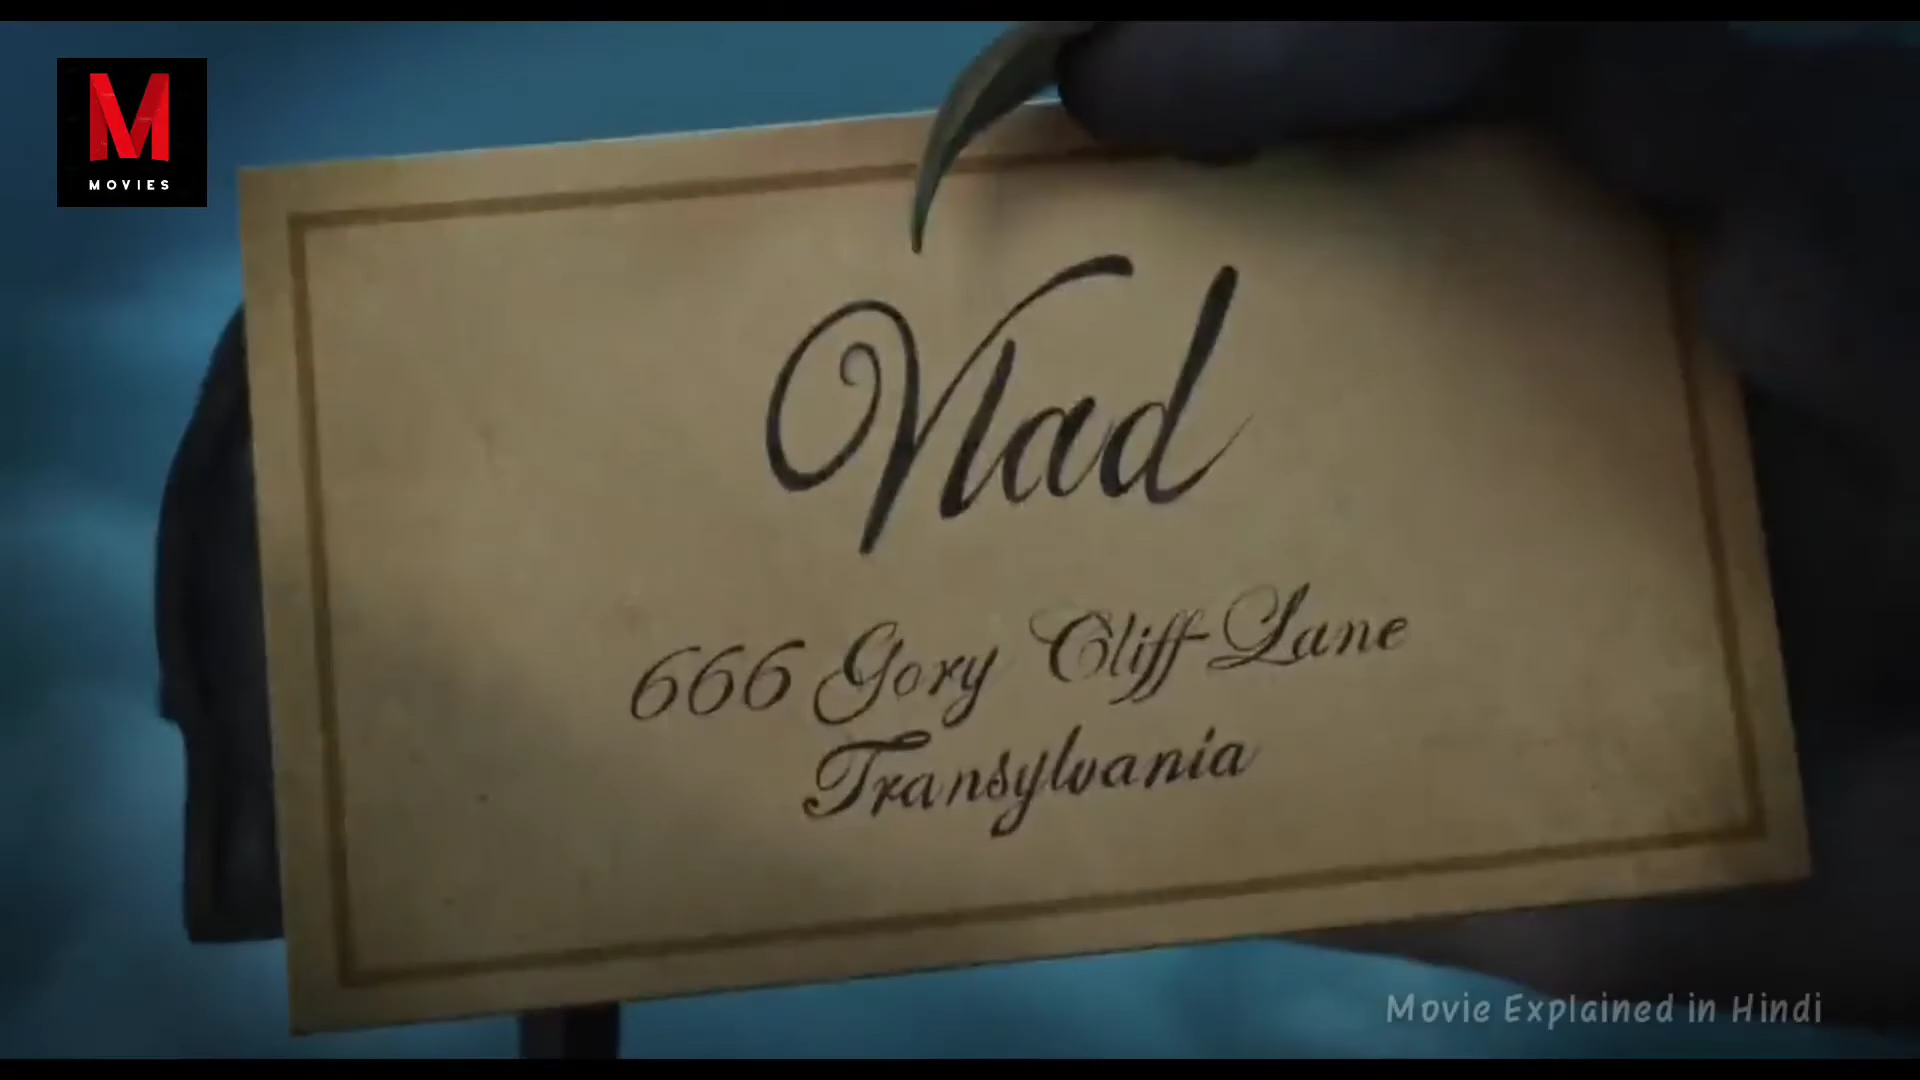 M
MOVIES
Vlad
666 Gory Cliff Lane
Transylvania
Movie Explained in Hindi